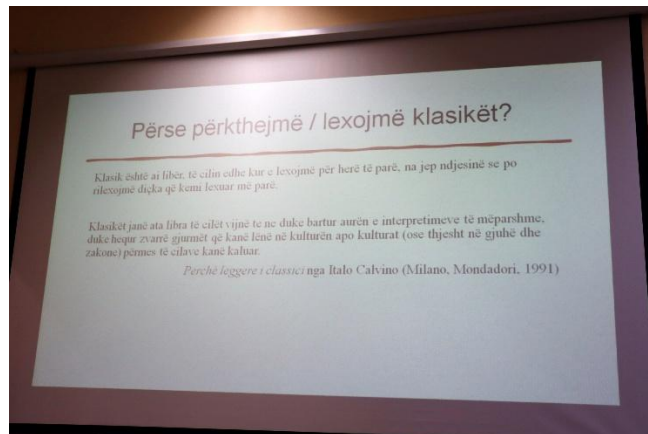 Përse përkthejmë / lexojmë klasikët?
Klasik është ai libër, të cilin edhe kur e lexojmë për herë të parë, na jep ndjesinë se po
rilexojmë diçka që kemi lexuar më parë.
Klasikët janë ata libra të cilët vijnë te ne duke bartur aurën e interpretimeve të mëparshme,
duke hequr zvarrë gjurmët që kanë lënë në kulturën apo kulturat (ose thjesht në gjuhë dhe
zakone) përmes të cilave kanë kaluar.
Perché leggere i classici nga Italo Calvino (Milano, Mondadori, 1991)